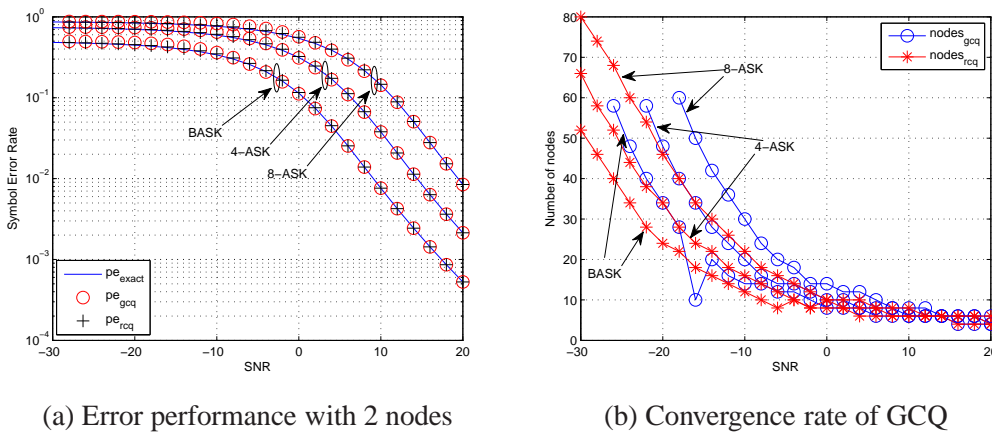 10^0
10^-1
10^-2
10^-3
10^-4
Symbol Error Rate
BASK
4-ASK
8-ASK
pe_exact
pe_gcq
pe_rcq
-30 -20 -10 0 10 20
SNR
(a) Error performance with 2 nodes
80
70
60
50
40
30
20
10
0
Number of nodes
nodes_gcq
nodes_rcq
8-ASK
4-ASK
BASK
-30 -20 -10 0 10 20
SNR
(b) Convergence rate of GCQ